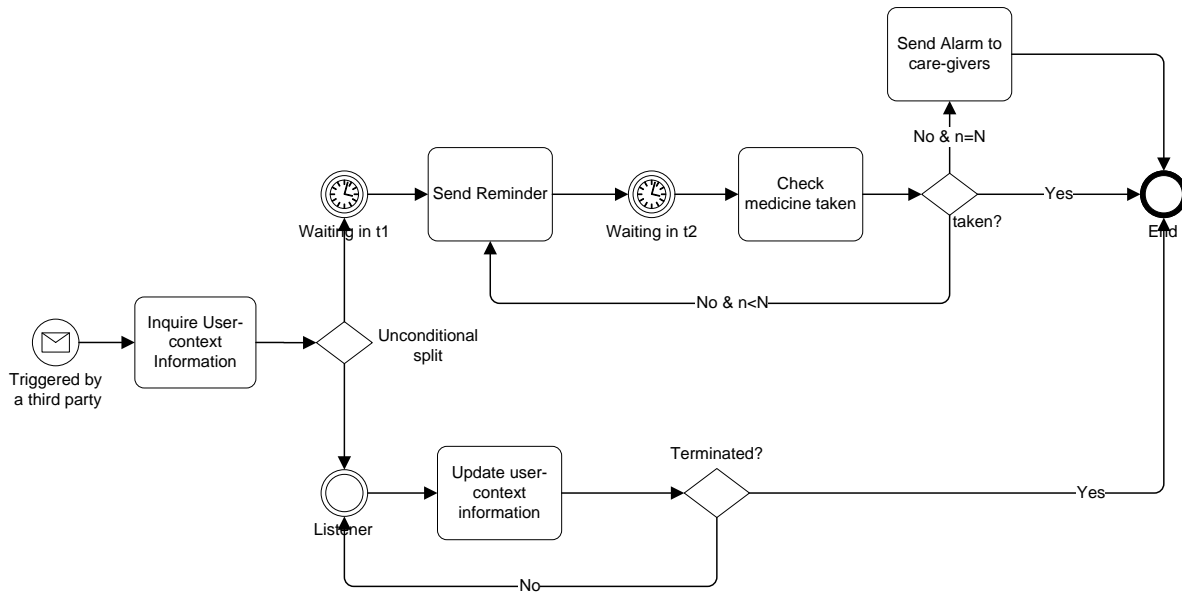 Send Alarm to
care-givers
No & n=N
Send Reminder
Check
medicine taken
Yes
Waiting in t1
Waiting in t2
taken?
End
No & n<N
Inquire User-
context
Information
Unconditional
split
Triggered by
a third party
Terminated?
Update user-
context
information
Yes
Listener
No